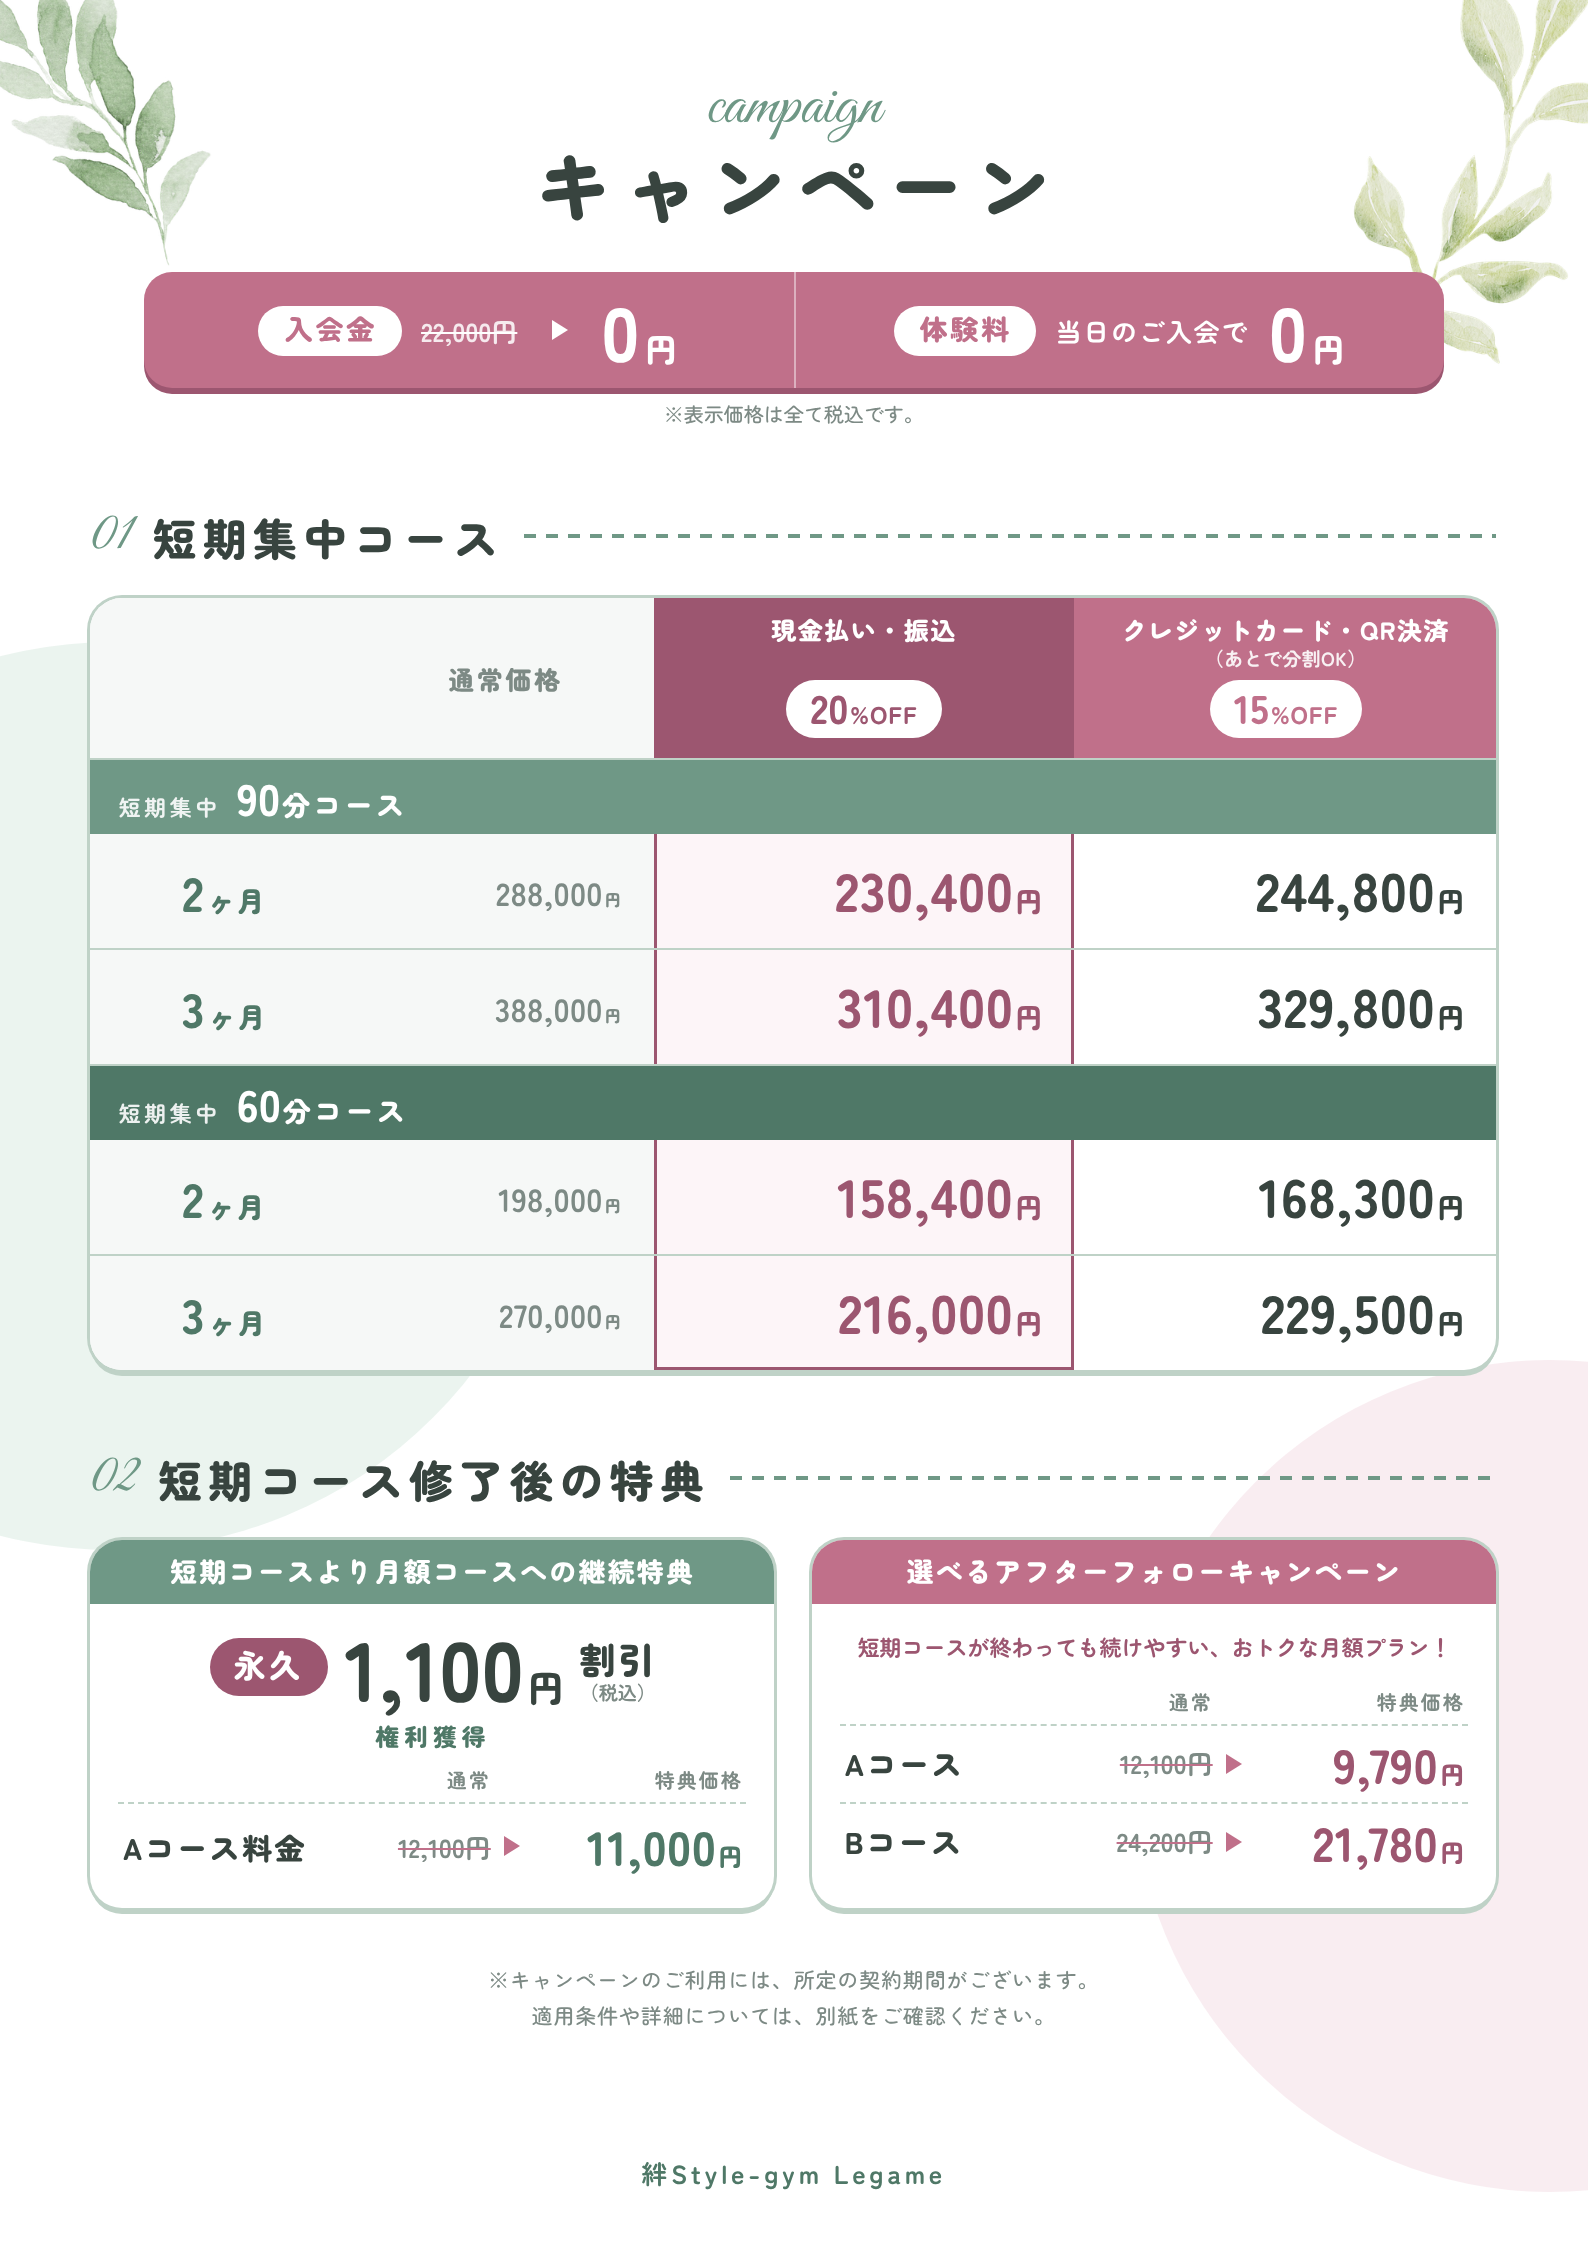 campaign
キャンペーン
入会金 22,000円 ▶ 0円
体験料 当日のご入会で 0円
※表示価格は全て税込です。
01 短期集中コース
通常価格
現金払い・振込
20%OFF
クレジットカード・QR決済
（あとで分割OK）
15%OFF
短期集中 90分コース
2ヶ月 288,000円 230,400円 244,800円
3ヶ月 388,000円 310,400円 329,800円
短期集中 60分コース
2ヶ月 198,000円 158,400円 168,300円
3ヶ月 270,000円 216,000円 229,500円
02 短期コース修了後の特典
短期コースより月額コースへの継続特典
永久 1,100円 割引
（税込）
権利獲得
通常 特典価格
Aコース料金 12,100円 ▶ 11,000円
選べるアフターフォローキャンペーン
短期コースが終わっても続けやすい、おトクな月額プラン！
通常 特典価格
Aコース 12,100円 ▶ 9,790円
Bコース 24,200円 ▶ 21,780円
※キャンペーンのご利用には、所定の契約期間がございます。
適用条件や詳細については、別紙をご確認ください。
絆Style-gym Legame